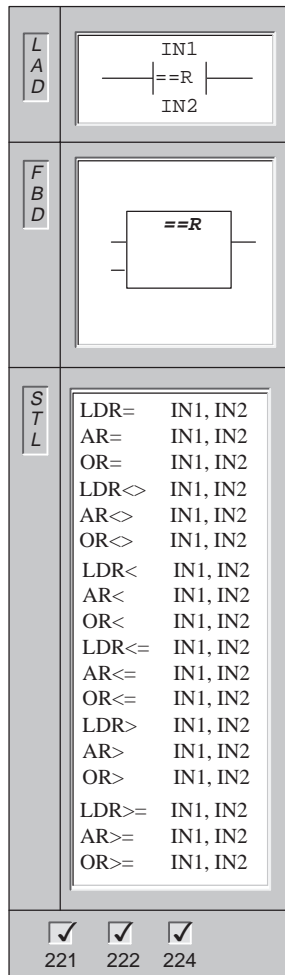 LAD
IN1
==R
IN2
FBD
==R
STL
LDR= IN1, IN2
AR= IN1, IN2
OR= IN1, IN2
LDR<> IN1, IN2
AR<> IN1, IN2
OR<> IN1, IN2
LDR< IN1, IN2
AR< IN1, IN2
OR< IN1, IN2
LDR<= IN1, IN2
AR<= IN1, IN2
OR<= IN1, IN2
LDR> IN1, IN2
AR> IN1, IN2
OR> IN1, IN2
LDR>= IN1, IN2
AR>= IN1, IN2
OR>= IN1, IN2
221 222 224